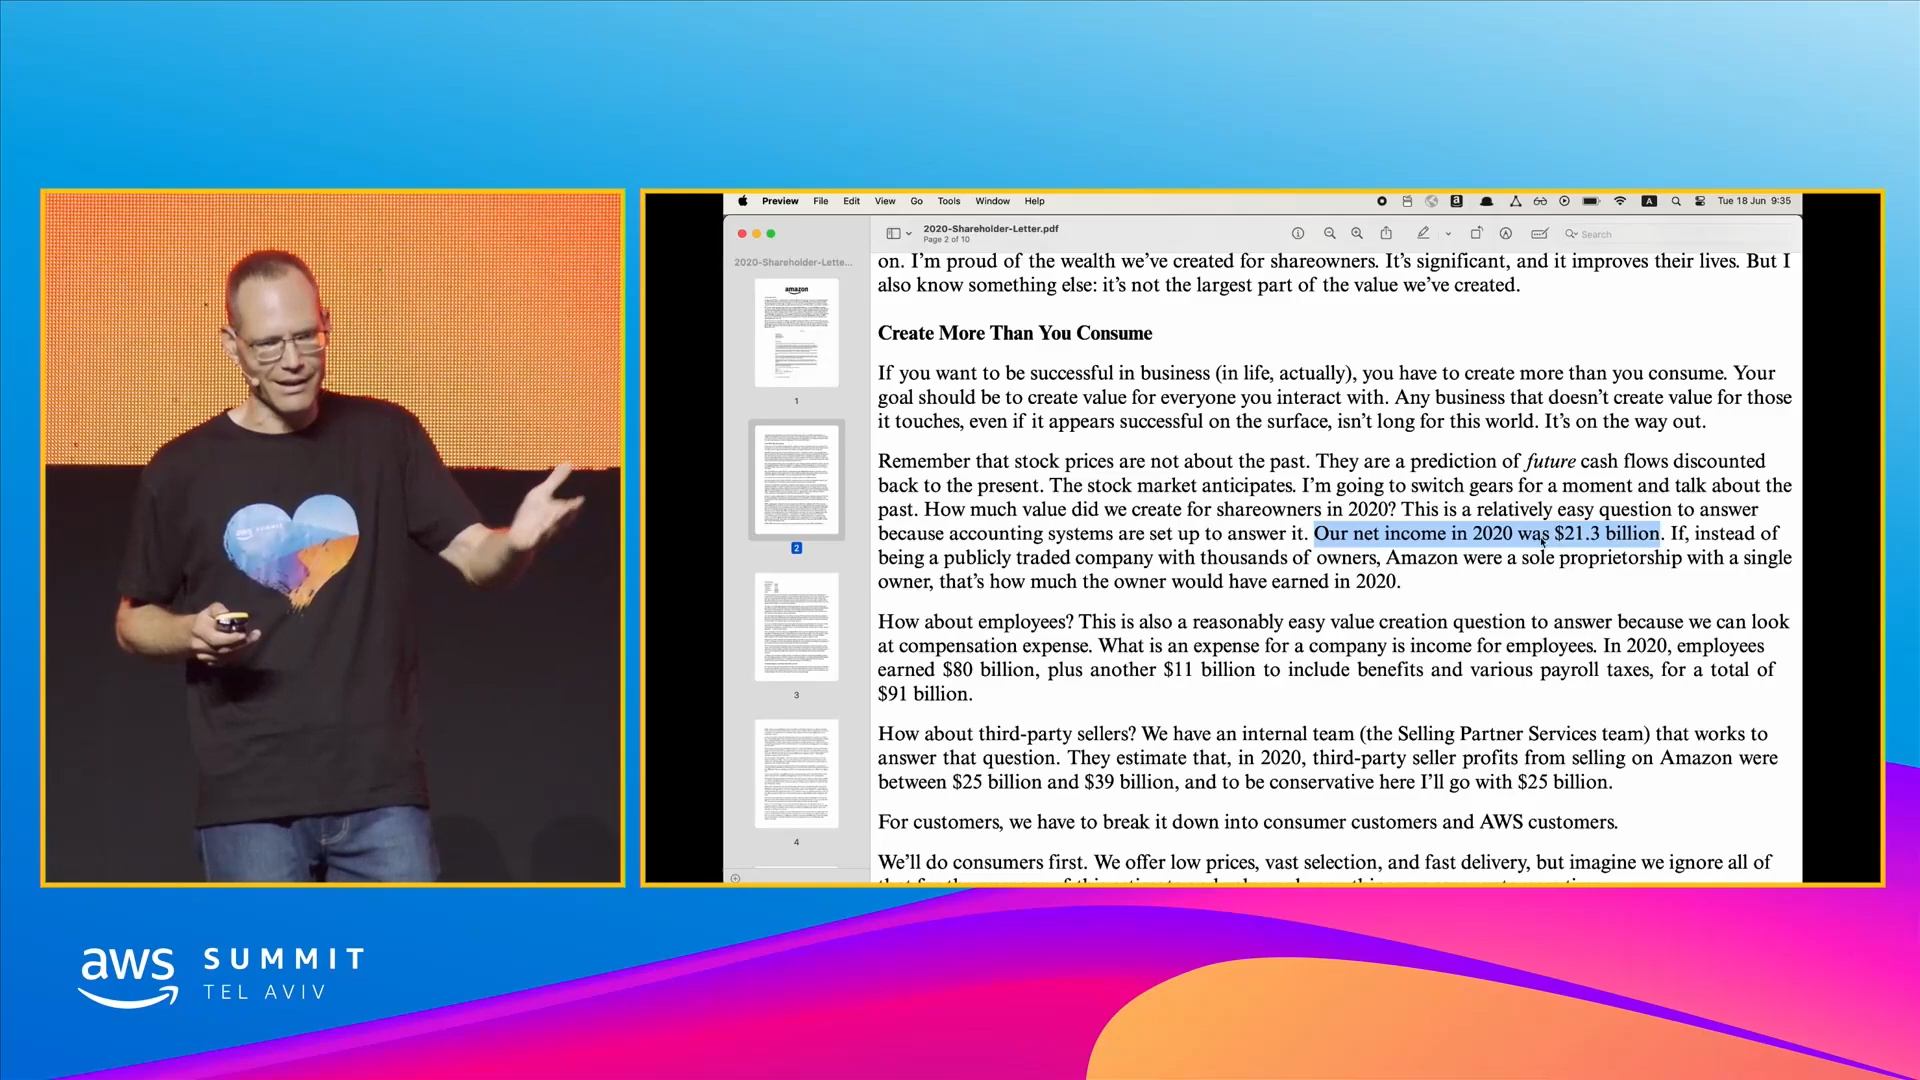 Preview File Edit View Go Tools Window Help
Tue 18 Jun 9:35
2020-Shareholder-Letter.pdf
Page 2 of 10
Search
2020-Shareholder-Lette...
amazon
1
2
3
4
on. I'm proud of the wealth we've created for shareowners. It's significant, and it improves their lives. But I
also know something else: it's not the largest part of the value we've created.
Create More Than You Consume
If you want to be successful in business (in life, actually), you have to create more than you consume. Your
goal should be to create value for everyone you interact with. Any business that doesn't create value for those
it touches, even if it appears successful on the surface, isn't long for this world. It's on the way out.
Remember that stock prices are not about the past. They are a prediction of future cash flows discounted
back to the present. The stock market anticipates. I'm going to switch gears for a moment and talk about the
past. How much value did we create for shareowners in 2020? This is a relatively easy question to answer
because accounting systems are set up to answer it. Our net income in 2020 was $21.3 billion. If, instead of
being a publicly traded company with thousands of owners, Amazon were a sole proprietorship with a single
owner, that's how much the owner would have earned in 2020.
How about employees? This is also a reasonably easy value creation question to answer because we can look
at compensation expense. What is an expense for a company is income for employees. In 2020, employees
earned $80 billion, plus another $11 billion to include benefits and various payroll taxes, for a total of
$91 billion.
How about third-party sellers? We have an internal team (the Selling Partner Services team) that works to
answer that question. They estimate that, in 2020, third-party seller profits from selling on Amazon were
between $25 billion and $39 billion, and to be conservative here I'll go with $25 billion.
For customers, we have to break it down into consumer customers and AWS customers.
We'll do consumers first. We offer low prices, vast selection, and fast delivery, but imagine we ignore all of
aws SUMMIT
TEL AVIV